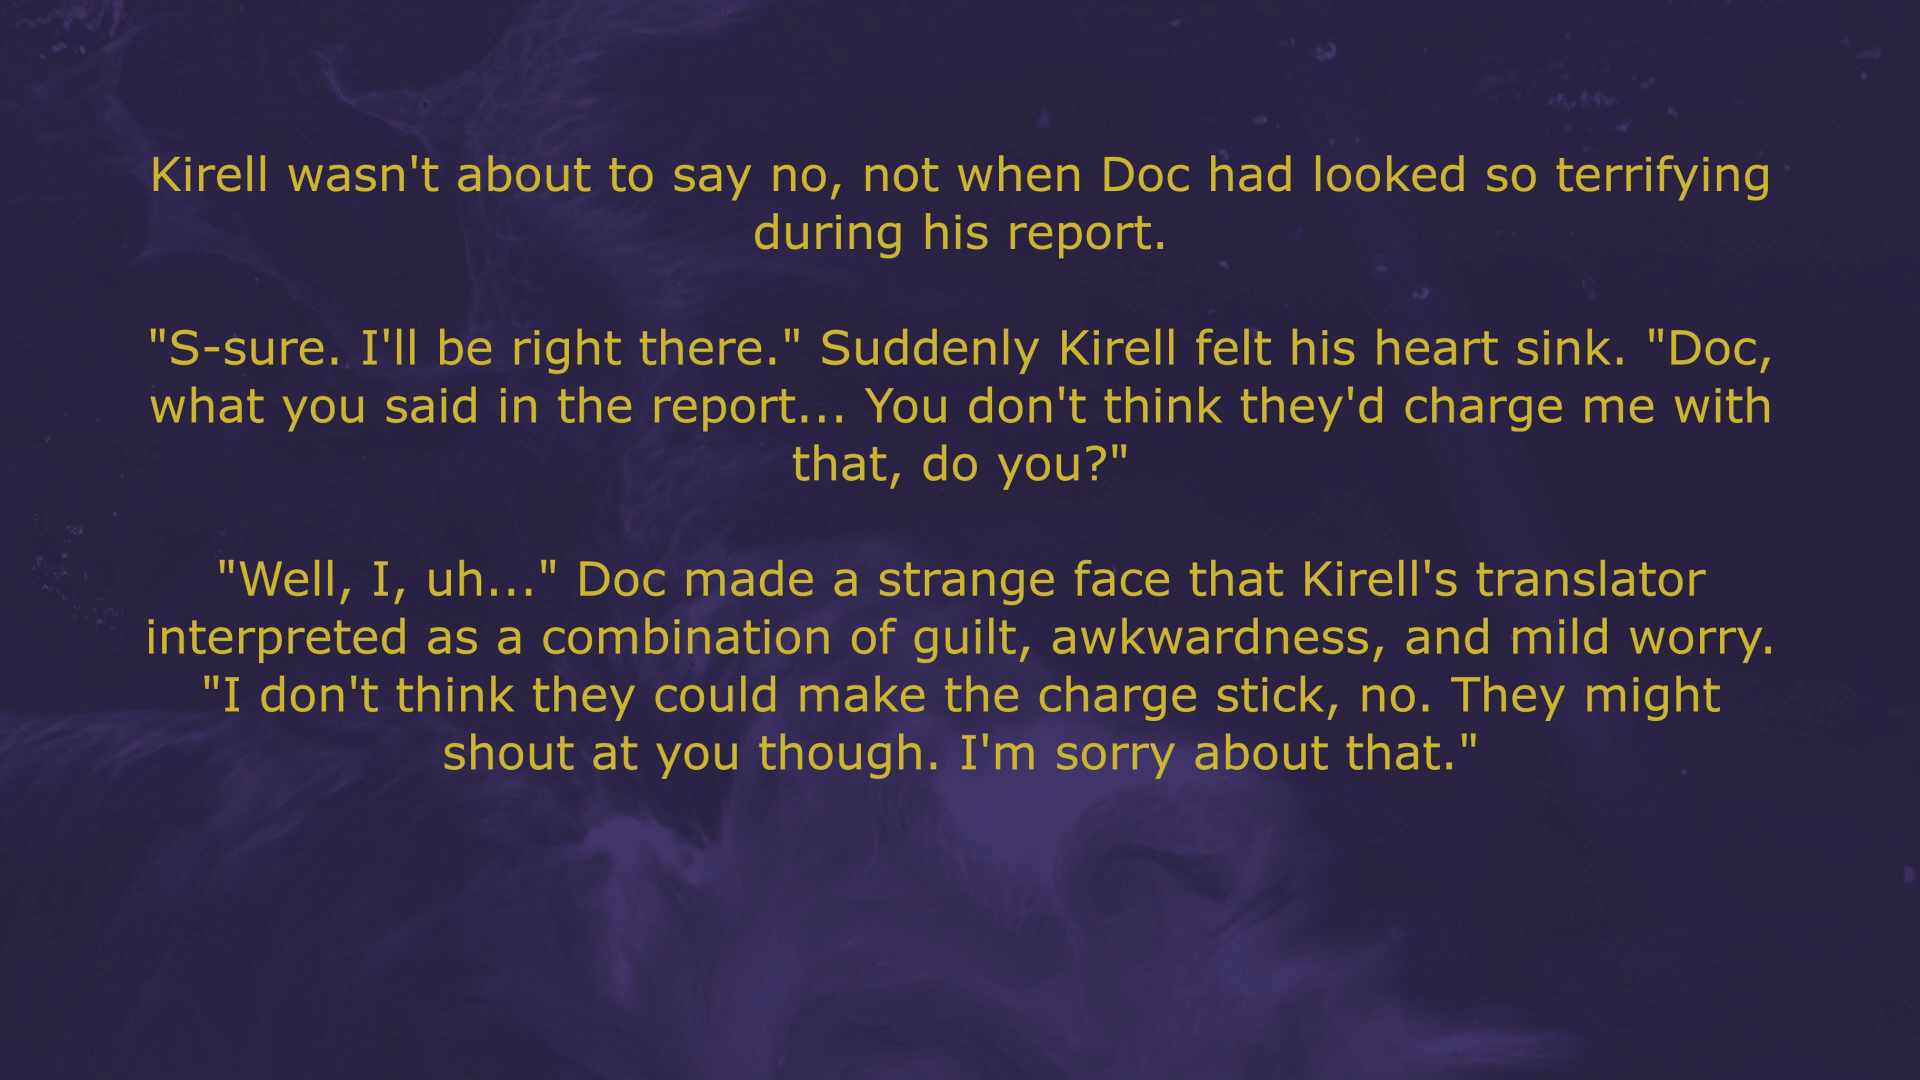 Kirell wasn't about to say no, not when Doc had looked so terrifying
during his report.
"S-sure. I'll be right there." Suddenly Kirell felt his heart sink. "Doc,
what you said in the report... You don't think they'd charge me with
that, do you?"
"Well, I, uh..." Doc made a strange face that Kirell's translator
interpreted as a combination of guilt, awkwardness, and mild worry.
"I don't think they could make the charge stick, no. They might
shout at you though. I'm sorry about that."